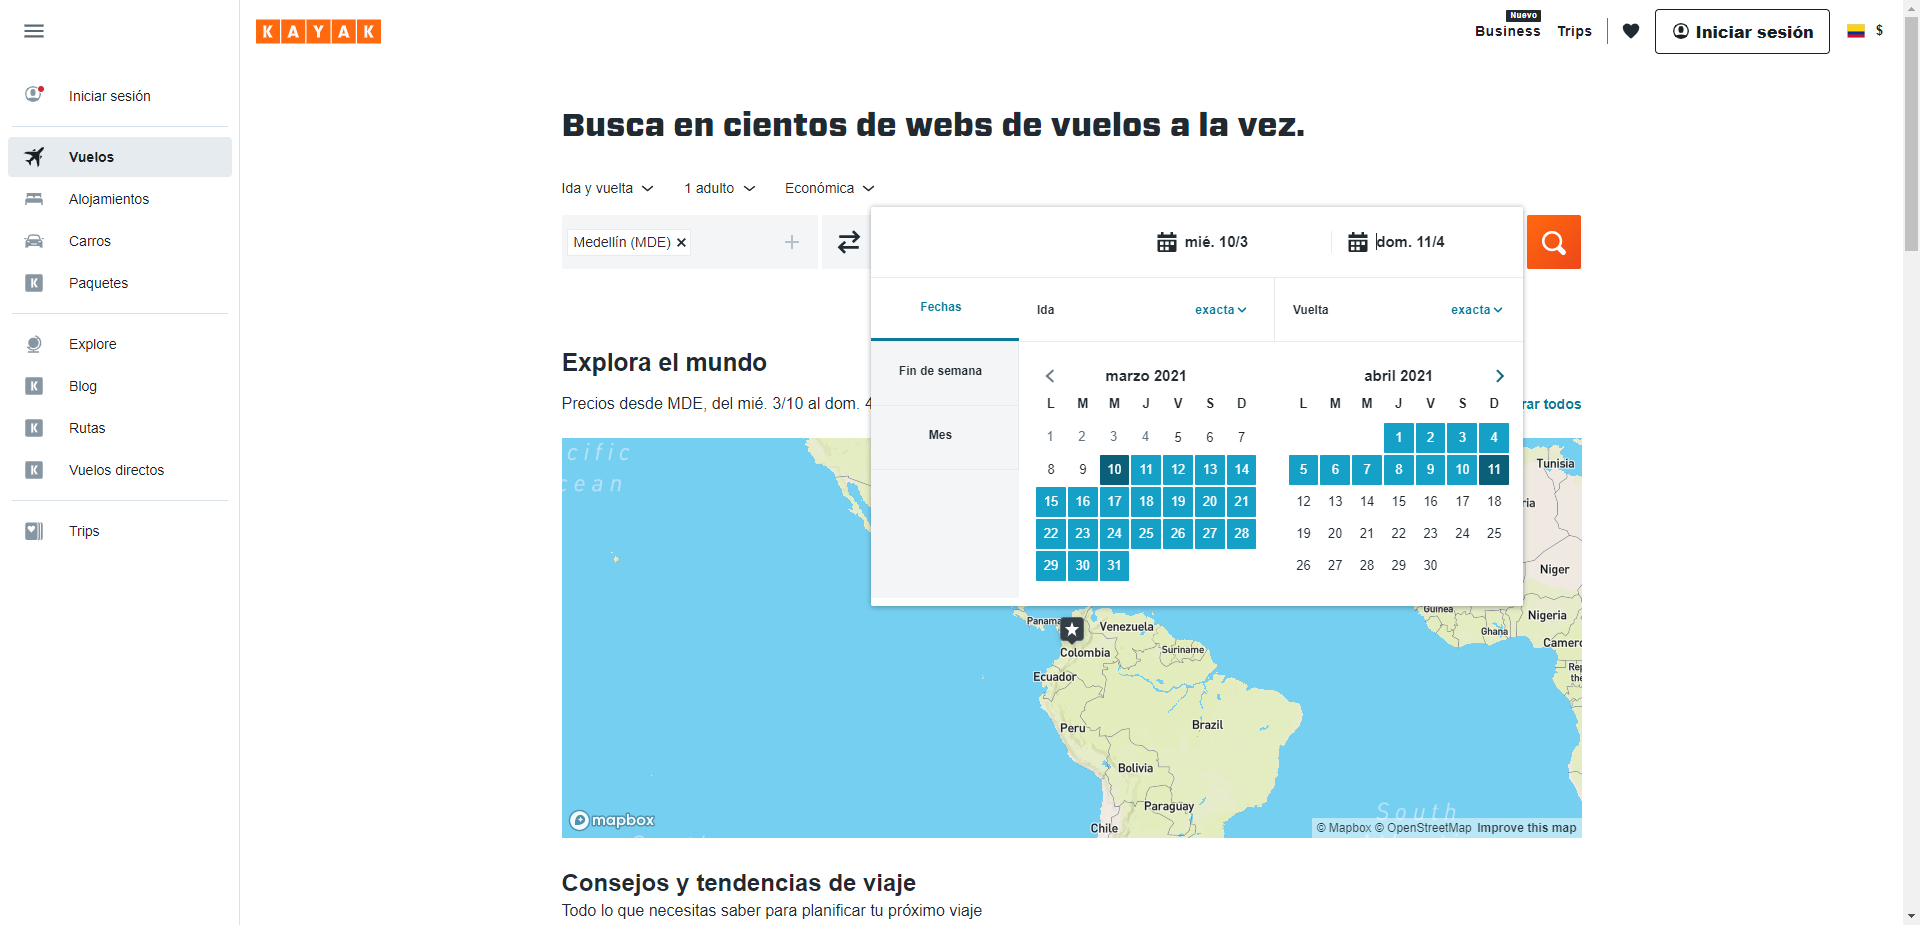 KAYAK
Nuevo
Business
Trips
Iniciar sesión
$
Iniciar sesión
Vuelos
Alojamientos
Carros
K Paquetes
Explore
K Blog
K Rutas
K Vuelos directos
Trips
Busca en cientos de webs de vuelos a la vez.
Ida y vuelta
1 adulto
Económica
Medellín (MDE)
mié. 10/3
dom. 11/4
Fechas
Ida
exacta
Vuelta
exacta
Fin de semana
Mes
marzo 2021
L M M J V S D
1 2 3 4 5 6 7
8 9 10 11 12 13 14
15 16 17 18 19 20 21
22 23 24 25 26 27 28
29 30 31
abril 2021
L M M J V S D
1 2 3 4
5 6 7 8 9 10 11
12 13 14 15 16 17 18
19 20 21 22 23 24 25
26 27 28 29 30
Explora el mundo
Precios desde MDE, del mié. 3/10 al dom. 4
rar todos
cific
cean
Tunisia
ria
Niger
Guinea
Nigeria
Ghana
Camerc
Rep
the
Panama
Venezuela
Colombia
Suriname
Ecuador
Brazil
Peru
Bolivia
Paraguay
Chile
South
mapbox
© Mapbox © OpenStreetMap Improve this map
Consejos y tendencias de viaje
Todo lo que necesitas saber para planificar tu próximo viaje